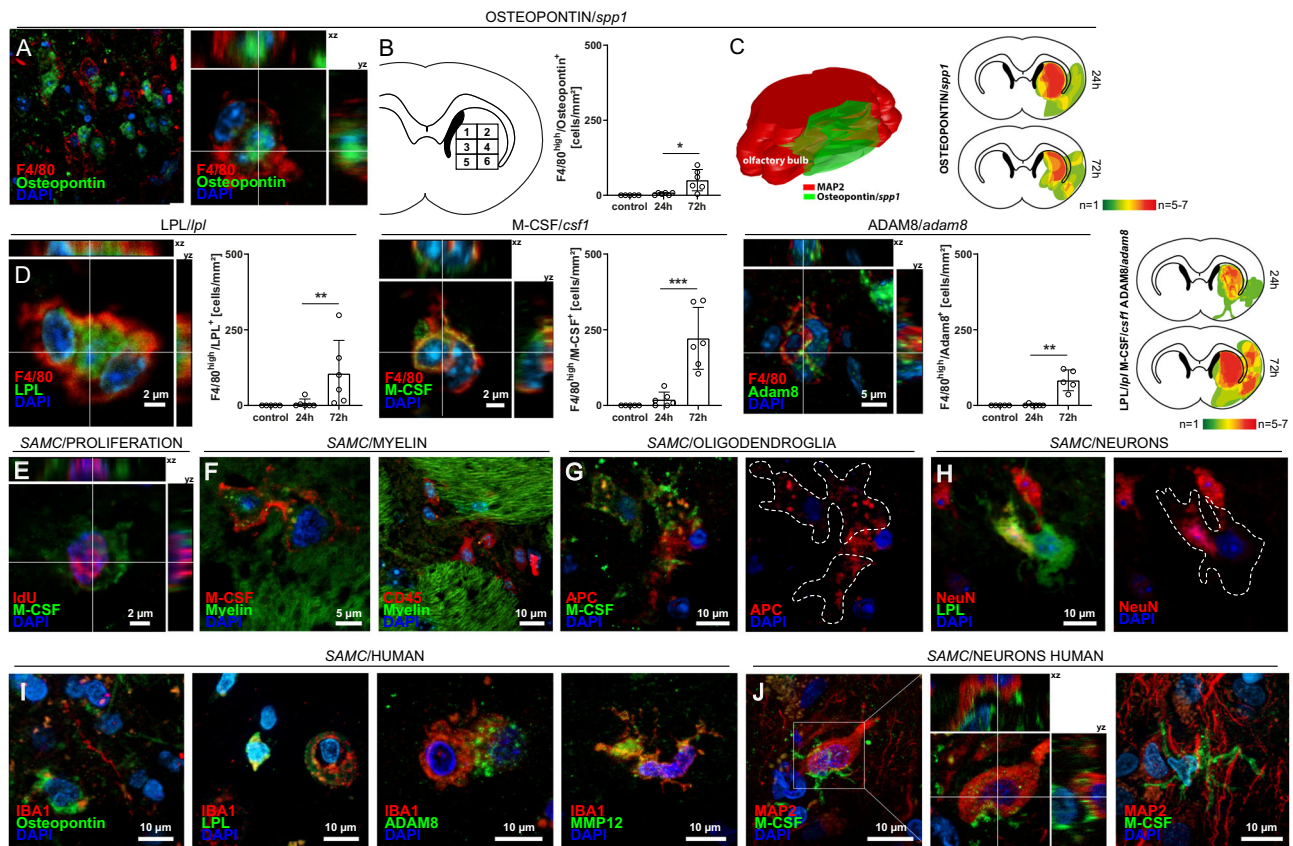 OSTEOPONTIN/spp1
A
F4/80
Osteopontin
DAPI
xz
yz
F4/80
Osteopontin
DAPI
B
1 2
3 4
5 6
F4/80high/Osteopontin+
[cells/mm²]
500
250
0
*
control 24h 72h
C
olfactory bulb
MAP2
Osteopontin/spp1
OSTEOPONTIN/spp1
24h
72h
n=1 n=5-7
LPL/lpl
D
xz
yz
F4/80
LPL
DAPI
2 µm
F4/80high/LPL+ [cells/mm²]
500
250
0
**
control 24h 72h
M-CSF/csf1
xz
yz
F4/80
M-CSF
DAPI
2 µm
F4/80high/M-CSF+ [cells/mm²]
500
250
0
***
control 24h 72h
ADAM8/adam8
xz
yz
F4/80
Adam8
DAPI
5 µm
F4/80high/Adam8+ [cells/mm²]
500
250
0
**
control 24h 72h
LPL/lpl M-CSF/csf1 ADAM8/adam8
24h
72h
n=1 n=5-7
SAMC/PROLIFERATION
E
xz
yz
IdU
M-CSF
DAPI
2 µm
SAMC/MYELIN
F
M-CSF
Myelin
DAPI
5 µm
CD45
Myelin
DAPI
10 µm
SAMC/OLIGODENDROGLIA
G
APC
M-CSF
DAPI
10 µm
APC
DAPI
10 µm
SAMC/NEURONS
H
NeuN
LPL
DAPI
10 µm
NeuN
DAPI
10 µm
SAMC/HUMAN
I
IBA1
Osteopontin
DAPI
10 µm
IBA1
LPL
DAPI
10 µm
IBA1
ADAM8
DAPI
10 µm
IBA1
MMP12
DAPI
10 µm
SAMC/NEURONS HUMAN
J
MAP2
M-CSF
DAPI
10 µm
xz
yz
MAP2
M-CSF
DAPI
MAP2
M-CSF
DAPI
10 µm